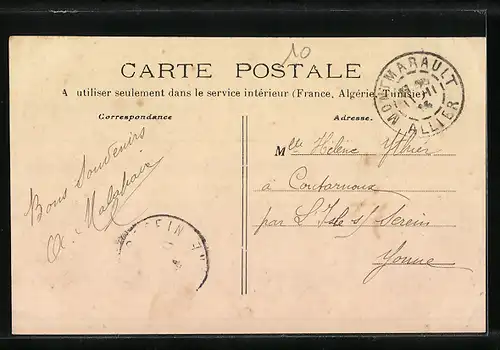 10
CARTE POSTALE
A utiliser seulement dans le service intérieur (France, Algérie, Tunisie)
MONTMARAULT
ALLIER
Correspondance
Adresse.
Bons souvenirs
Mlle Hélène
à Coutarnoux
par L'Isle s/ Serein
Yonne